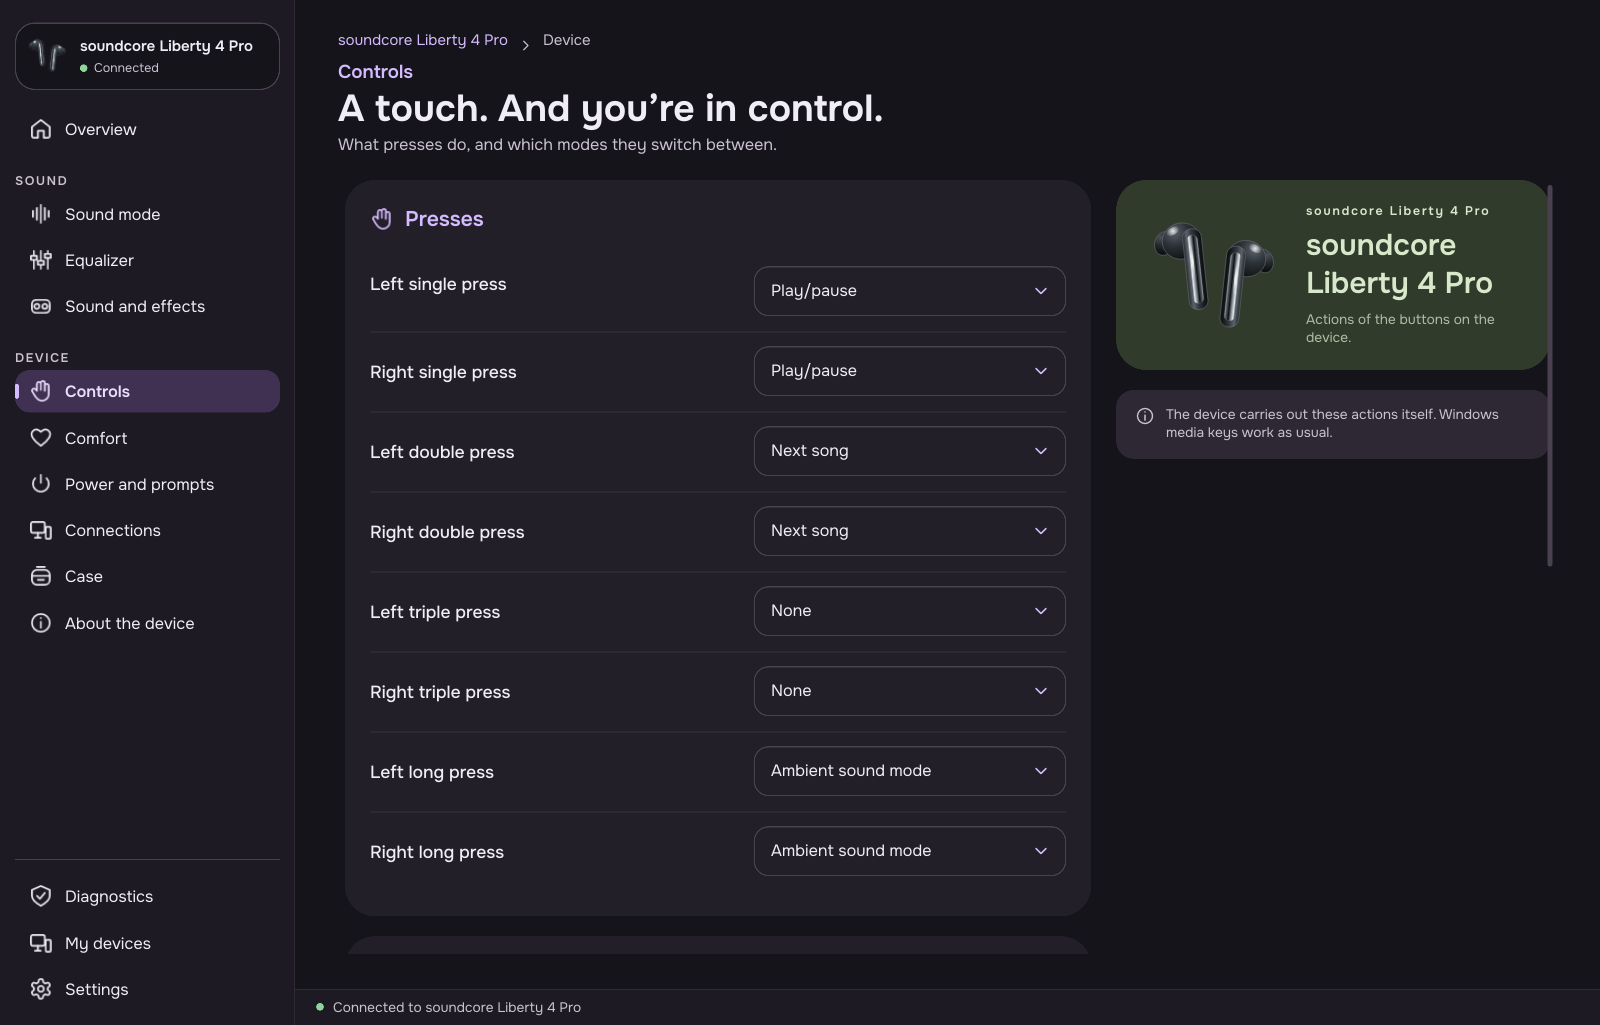 soundcore Liberty 4 Pro
Connected
Overview
SOUND
Sound mode
Equalizer
Sound and effects
DEVICE
Controls
Comfort
Power and prompts
Connections
Case
About the device
Diagnostics
My devices
Settings
soundcore Liberty 4 Pro
Device
Controls
A touch. And you’re in control.
What presses do, and which modes they switch between.
Presses
Left single press
Play/pause
Right single press
Play/pause
Left double press
Next song
Right double press
Next song
Left triple press
None
Right triple press
None
Left long press
Ambient sound mode
Right long press
Ambient sound mode
soundcore Liberty 4 Pro
soundcore
Liberty 4 Pro
Actions of the buttons on the
device.
The device carries out these actions itself. Windows
media keys work as usual.
Connected to soundcore Liberty 4 Pro